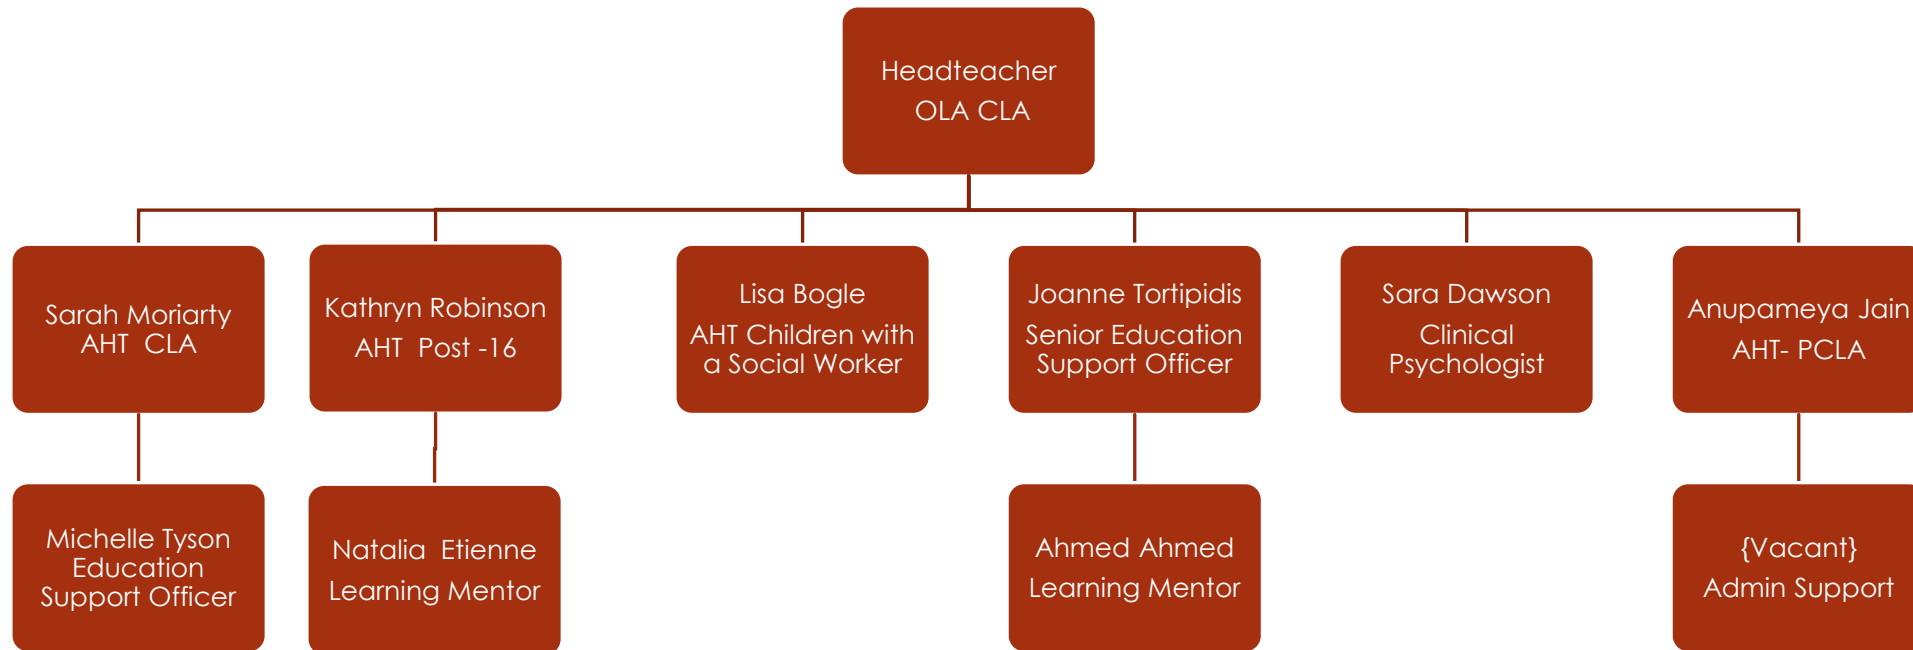 Headteacher
OLA CLA
Sarah Moriarty
AHT  CLA
Kathryn Robinson
AHT  Post -16
Lisa Bogle
AHT Children with
a Social Worker
Joanne Tortipidis
Senior Education
Support Officer
Sara Dawson
Clinical
Psychologist
Anupameya Jain
AHT- PCLA
Michelle Tyson
Education
Support Officer
Natalia  Etienne
Learning Mentor
Ahmed Ahmed
Learning Mentor
{Vacant}
Admin Support